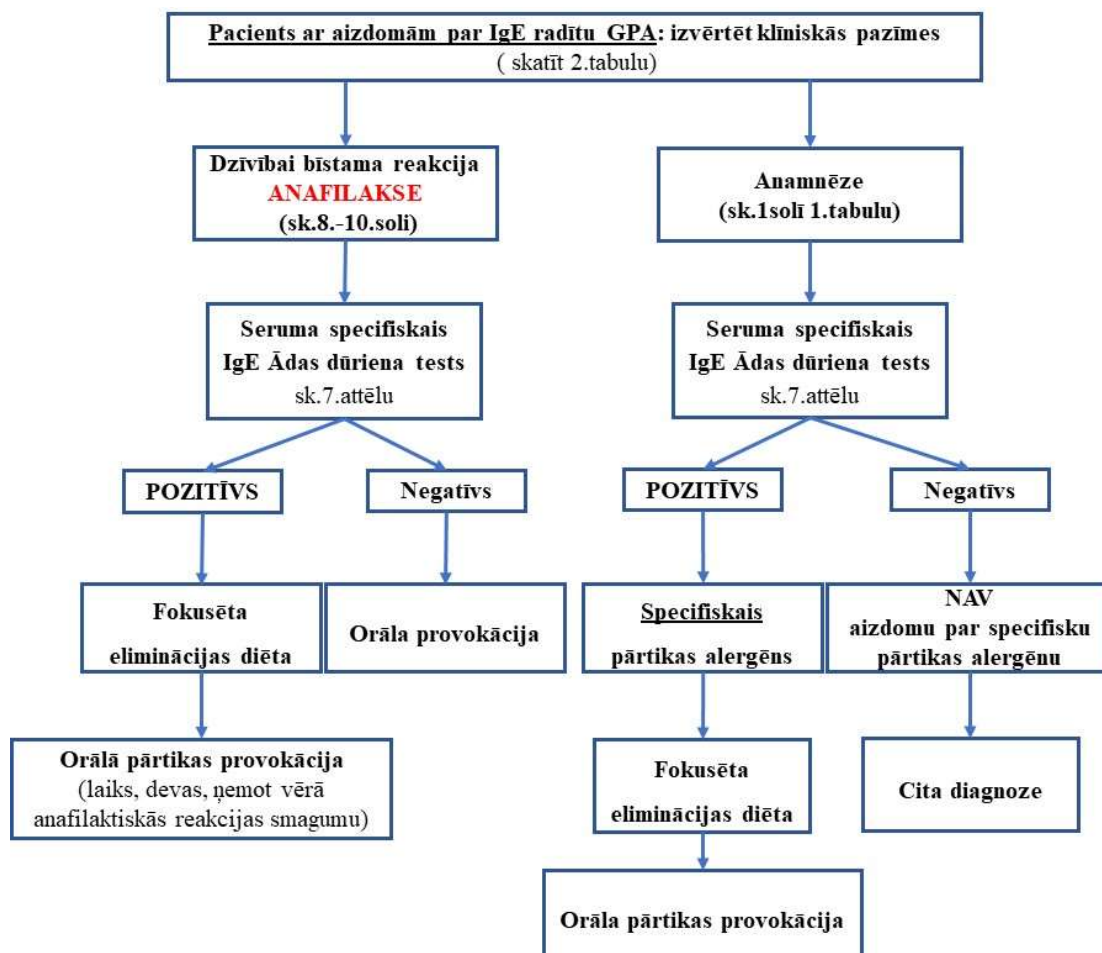 Pacients ar aizdomām par IgE radītu GPA: izvērtēt klīniskās pazīmes
( skatīt 2.tabulu)
Dzīvībai bīstama reakcija
ANAFILAKSE
(sk.8.-10.soli)
Anamnēze
(sk.1solī 1.tabulu)
Seruma specifiskais
IgE Ādas dūriena tests
sk.7.attēlu
Seruma specifiskais
IgE Ādas dūriena tests
sk.7.attēlu
POZITĪVS
Negatīvs
POZITĪVS
Negatīvs
Fokusēta
eliminācijas diēta
Orāla provokācija
Specifiskais
pārtikas alergēns
NAV
aizdomu par specifisku
pārtikas alergēnu
Orālā pārtikas provokācija
(laiks, devas, ņemot vērā
anafilaktiskās reakcijas smagumu)
Fokusēta
eliminācijas diēta
Cita diagnoze
Orāla pārtikas provokācija